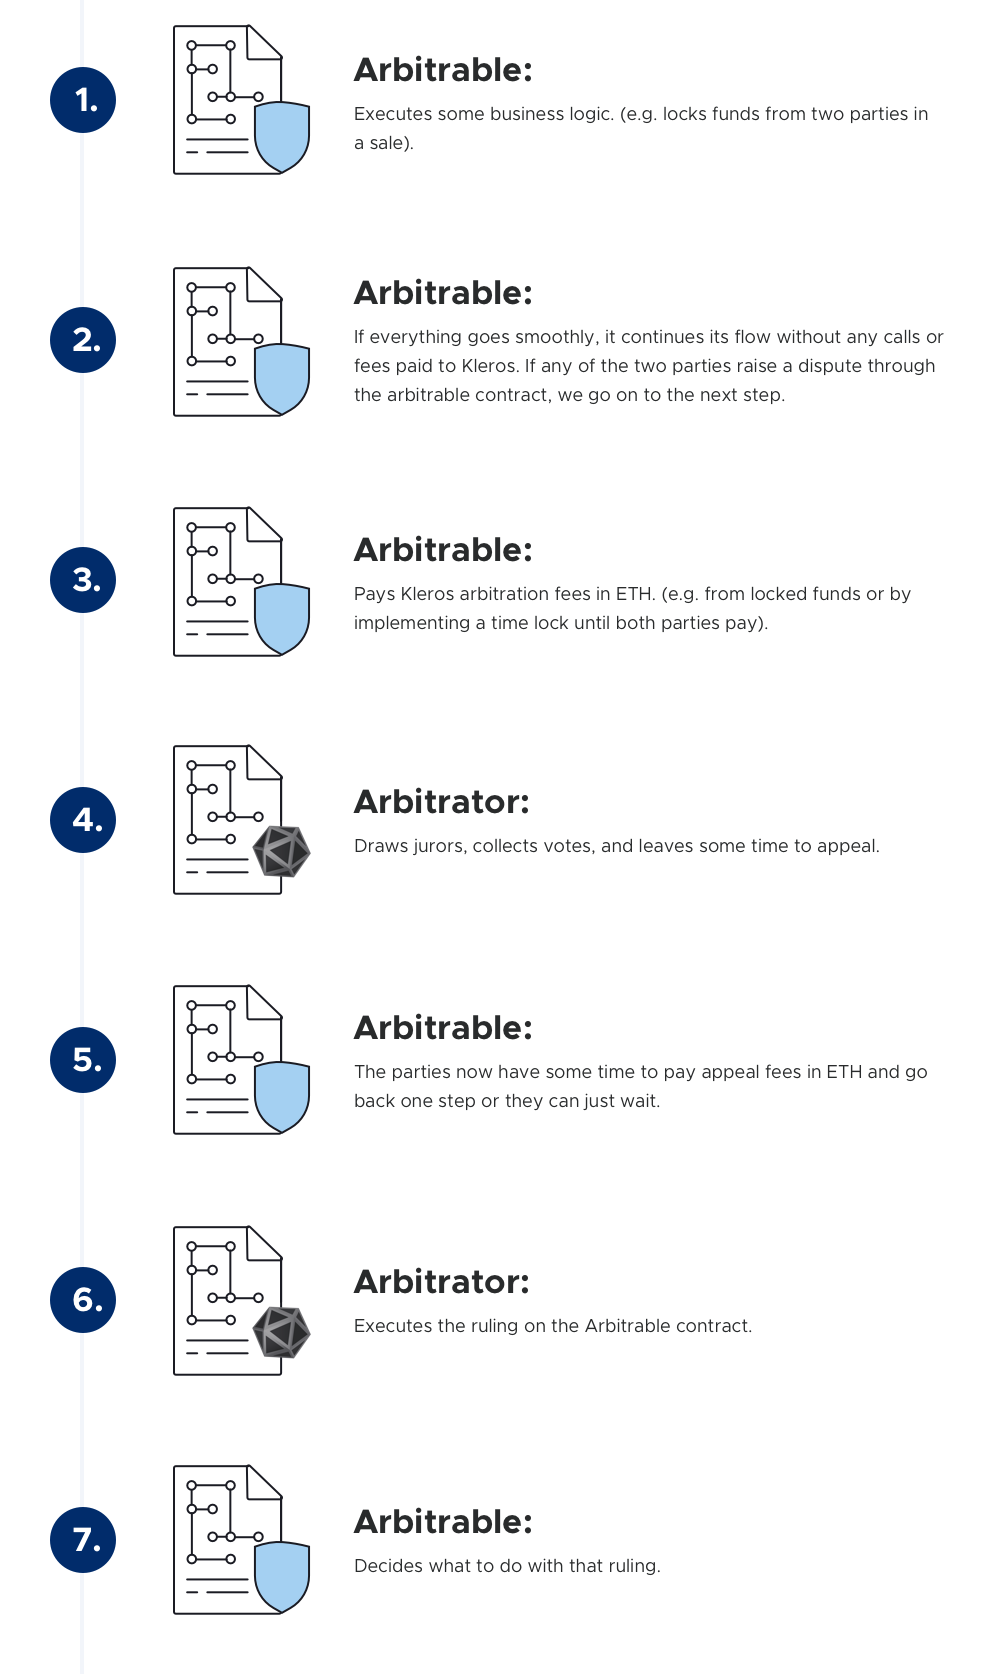 1.
Arbitrable:
Executes some business logic. (e.g. locks funds from two parties in
a sale).
2.
Arbitrable:
If everything goes smoothly, it continues its flow without any calls or
fees paid to Kleros. If any of the two parties raise a dispute through
the arbitrable contract, we go on to the next step.
3.
Arbitrable:
Pays Kleros arbitration fees in ETH. (e.g. from locked funds or by
implementing a time lock until both parties pay).
4.
Arbitrator:
Draws jurors, collects votes, and leaves some time to appeal.
5.
Arbitrable:
The parties now have some time to pay appeal fees in ETH and go
back one step or they can just wait.
6.
Arbitrator:
Executes the ruling on the Arbitrable contract.
7.
Arbitrable:
Decides what to do with that ruling.